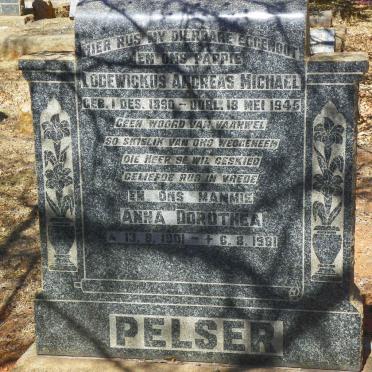 HIER RUS MY DIERBARE EGGENOOT
EN ONS PAPPIE
LODEWICKUS ANDREAS MICHAEL
GEB. 1 DES. 1890 - OORL. 18 MEI 1945
GEEN WOORD VAN VAARWEL
SO SKIELIK VAN ONS WEGGENEEM
DIE HEER SE WIL GESKIED
GELIEFDE RUS IN VREDE
EN ONS MAMMIE
ANNA DOROTHEA
* 13. 8. 1901 - + 6. 8. 1981
PELSER